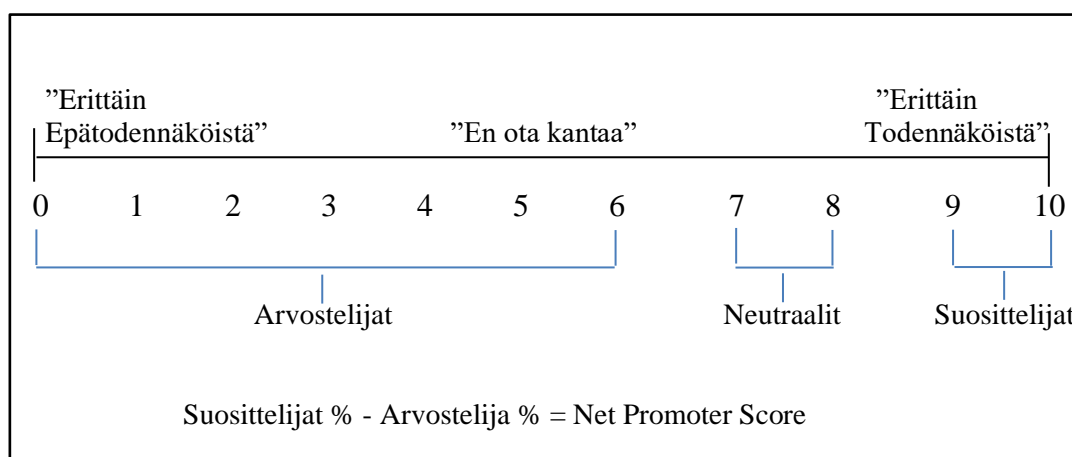 ”Erittäin
Epätodennäköistä”
”En ota kantaa”
”Erittäin
Todennäköistä”
0 1 2 3 4 5 6 7 8 9 10
Arvostelijat Neutraalit Suosittelijat
Suosittelijat % - Arvostelija % = Net Promoter Score